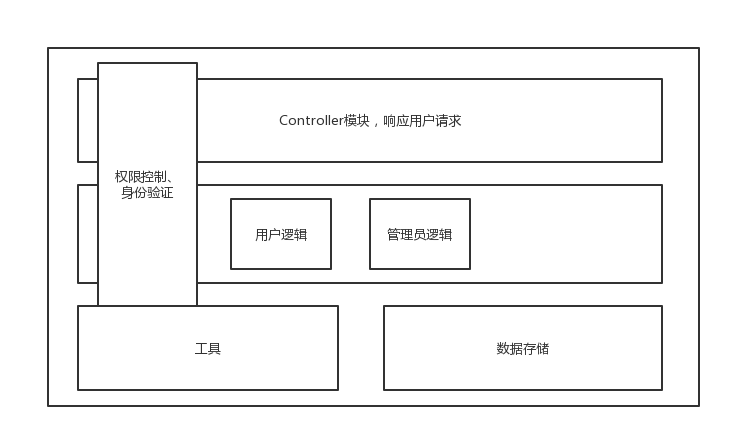 Controller模块，响应用户请求
权限控制、
身份验证
用户逻辑
管理员逻辑
工具
数据存储